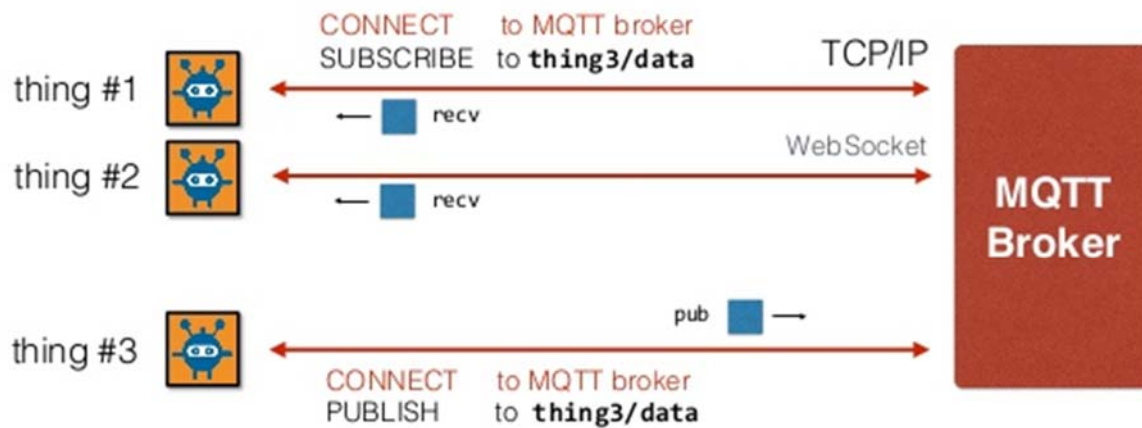 CONNECT to MQTT broker
SUBSCRIBE to thing3/data
TCP/IP
thing #1
recv
WebSocket
thing #2
recv
MQTT
Broker
pub
thing #3
CONNECT to MQTT broker
PUBLISH to thing3/data